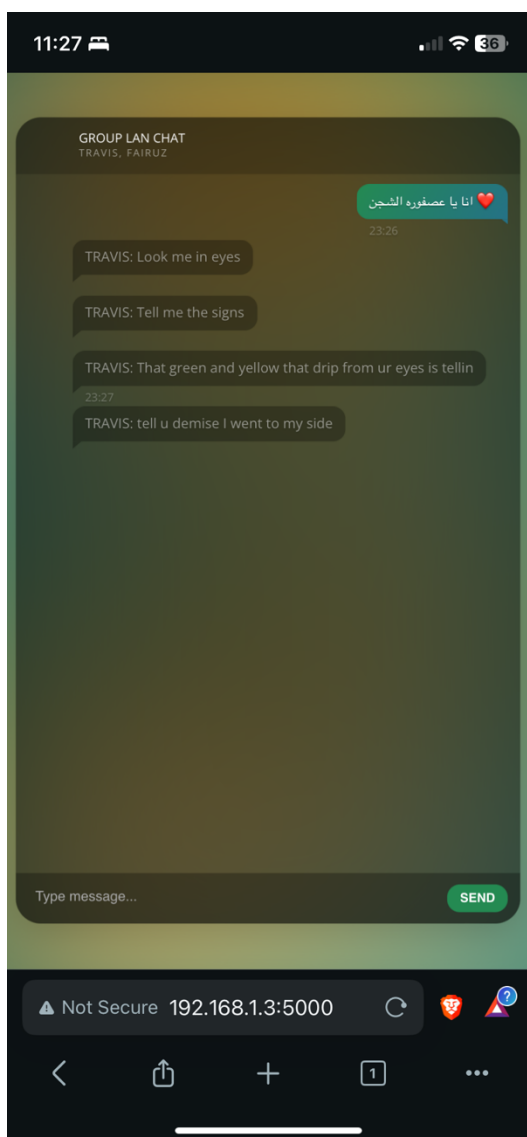 11:27
36
GROUP LAN CHAT
TRAVIS, FAIRUZ
انا يا عصفوره الشجن ❤️
23:26
TRAVIS: Look me in eyes
TRAVIS: Tell me the signs
TRAVIS: That green and yellow that drip from ur eyes is tellin
23:27
TRAVIS: tell u demise I went to my side
Type message...
SEND
Not Secure 192.168.1.3:5000
?
1